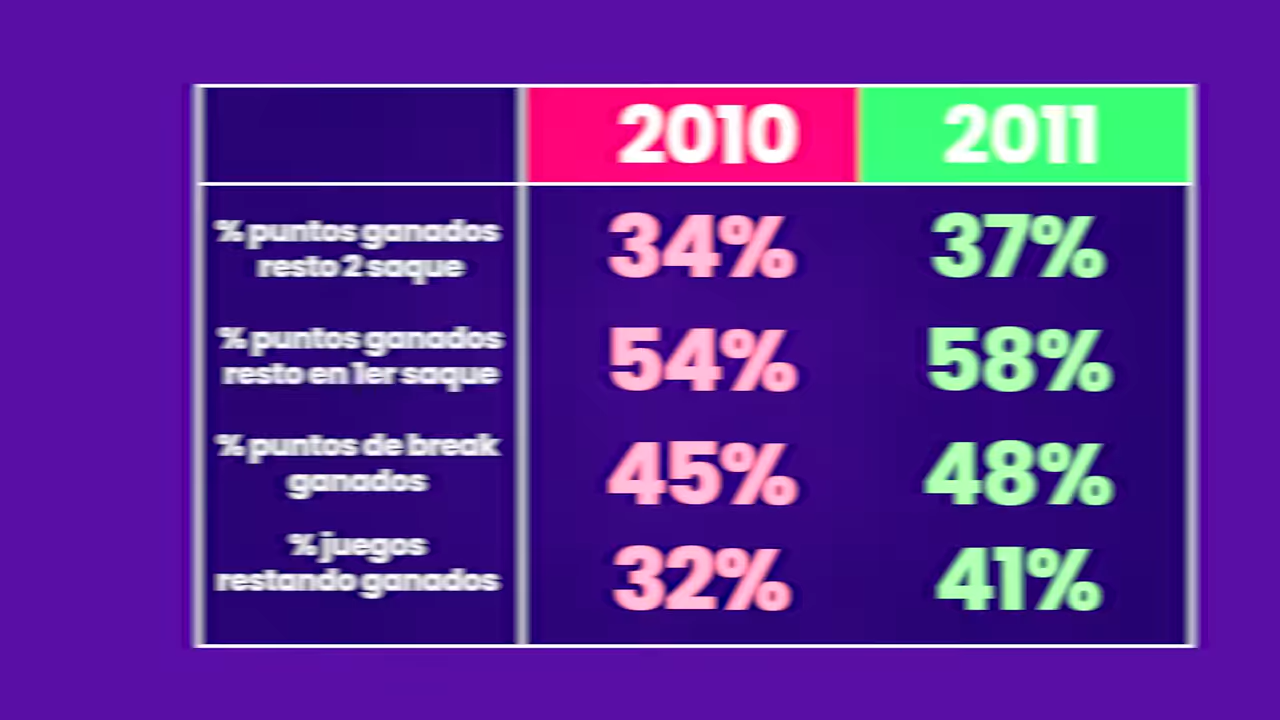 2010 2011
% puntos ganados
resto 2 saque
34% 37%
% puntos ganados
resto en 1er saque
54% 58%
% puntos de break
ganados
45% 48%
% juegos
restando ganados
32% 41%